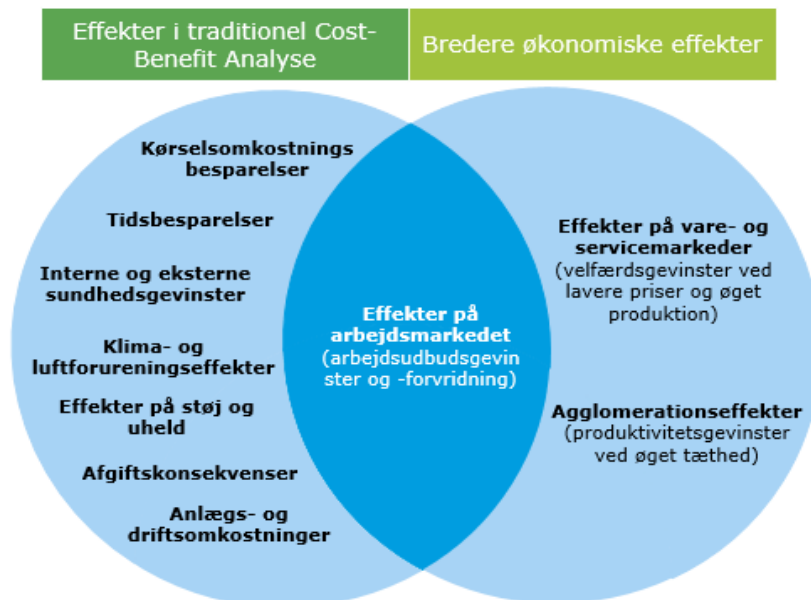 Effekter i traditionel Cost-
Benefit Analyse
Bredere økonomiske effekter
Kørselsomkostnings
besparelser
Tidsbesparelser
Interne og eksterne
sundhedsgevinster
Klima- og
luftforureningseffekter
Effekter på støj og
uheld
Afgiftskonsekvenser
Anlægs- og
driftsomkostninger
Effekter på
arbejdsmarkedet
(arbejdsudbudsgevin
ster og -forvridning)
Effekter på vare- og
servicemarkeder
(velfærdsgevinster ved
lavere priser og øget
produktion)
Agglomerationseffekter
(produktivitetsgevinster
ved øget tæthed)